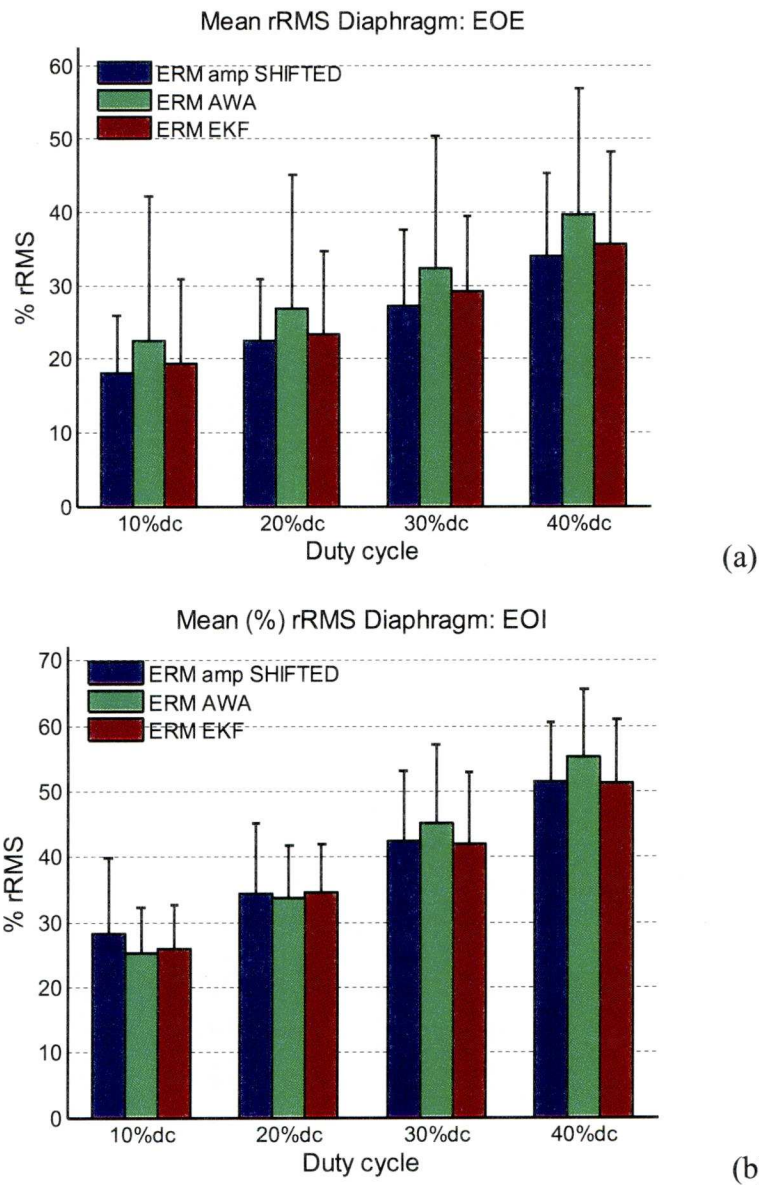 Mean rRMS Diaphragm: EOE
60
50
40
30
20
10
0
% rRMS
ERM amp SHIFTED
ERM AWA
ERM EKF
10%dc 20%dc 30%dc 40%dc
Duty cycle
(a)
Mean (%) rRMS Diaphragm: EOI
70
60
50
40
30
20
10
0
% rRMS
ERM amp SHIFTED
ERM AWA
ERM EKF
10%dc 20%dc 30%dc 40%dc
Duty cycle
(b